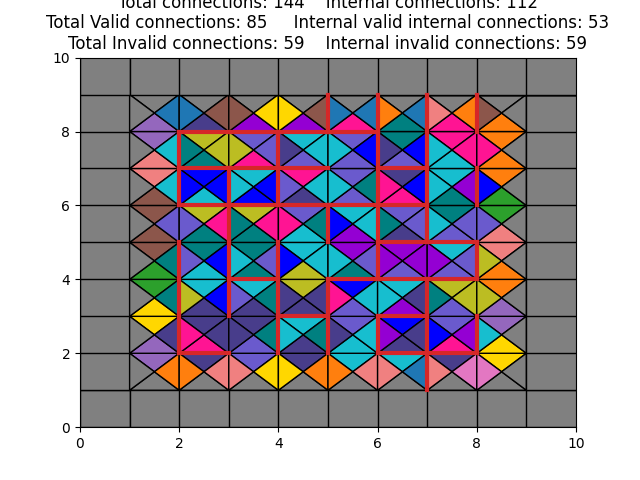 Total connections: 144 Internal connections: 112
Total Valid connections: 85 Internal valid internal connections: 53
Total Invalid connections: 59 Internal invalid connections: 59
10
8
6
4
2
0
0 2 4 6 8 10